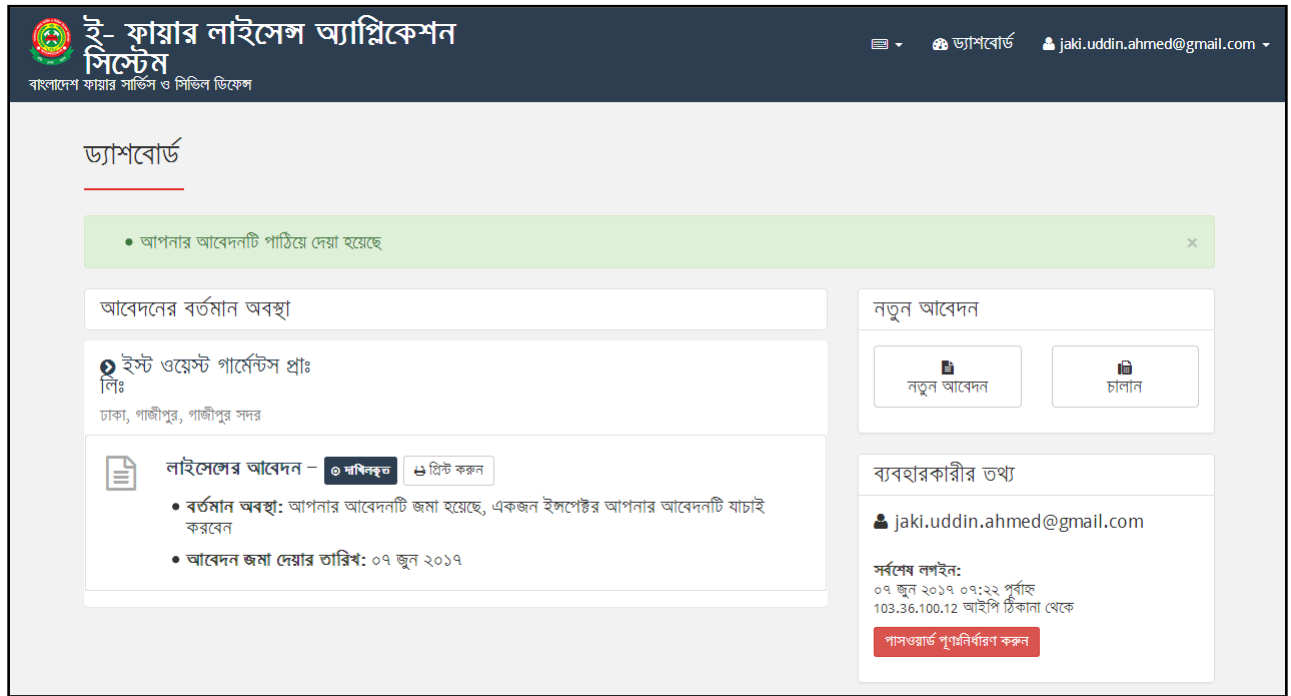 ই- ফায়ার লাইসেন্স অ্যাপ্লিকেশন
সিস্টেম
বাংলাদেশ ফায়ার সার্ভিস ও সিভিল ডিফেন্স
ড্যাশবোর্ড
jaki.uddin.ahmed@gmail.com
ড্যাশবোর্ড
আপনার আবেদনটি পাঠিয়ে দেয়া হয়েছে
×
আবেদনের বর্তমান অবস্থা
ইস্ট ওয়েস্ট গার্মেন্টস প্রাঃ
লিঃ
ঢাকা, গাজীপুর, গাজীপুর সদর
লাইসেন্সের আবেদন – দাখিলকৃত প্রিন্ট করুন
• বর্তমান অবস্থা: আপনার আবেদনটি জমা হয়েছে, একজন ইন্সপেক্টর আপনার আবেদনটি যাচাই
করবেন
• আবেদন জমা দেয়ার তারিখ: ০৭ জুন ২০১৭
নতুন আবেদন
নতুন আবেদন
চালান
ব্যবহারকারীর তথ্য
jaki.uddin.ahmed@gmail.com
সর্বশেষ লগইন:
০৭ জুন ২০১৭ ০৭:২২ পূর্বাহ্ন
103.36.100.12 আইপি ঠিকানা থেকে
পাসওয়ার্ড পূণঃনির্ধারণ করুন